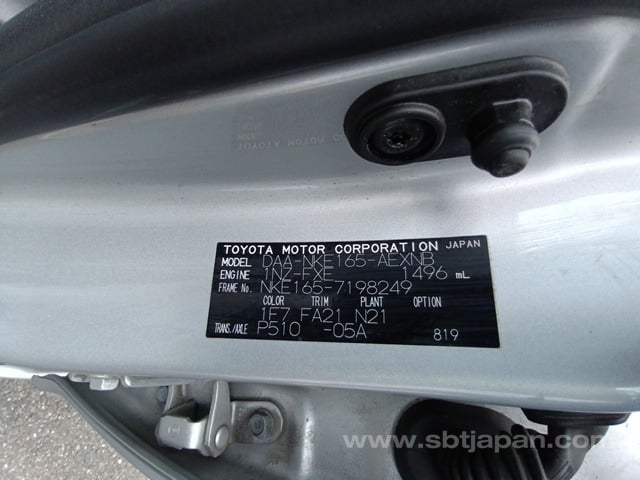 TOYOTA MOTOR CORPORATION JAPAN
MODEL DAA-NKE165-AEXNB
ENGINE 1NZ-FXE 1496 mL
FRAME No. NKE165-7198249
COLOR TRIM PLANT OPTION
1F7 FA21 N21
TRANS./AXLE P510 -05A 819
www.sbtjapan.com